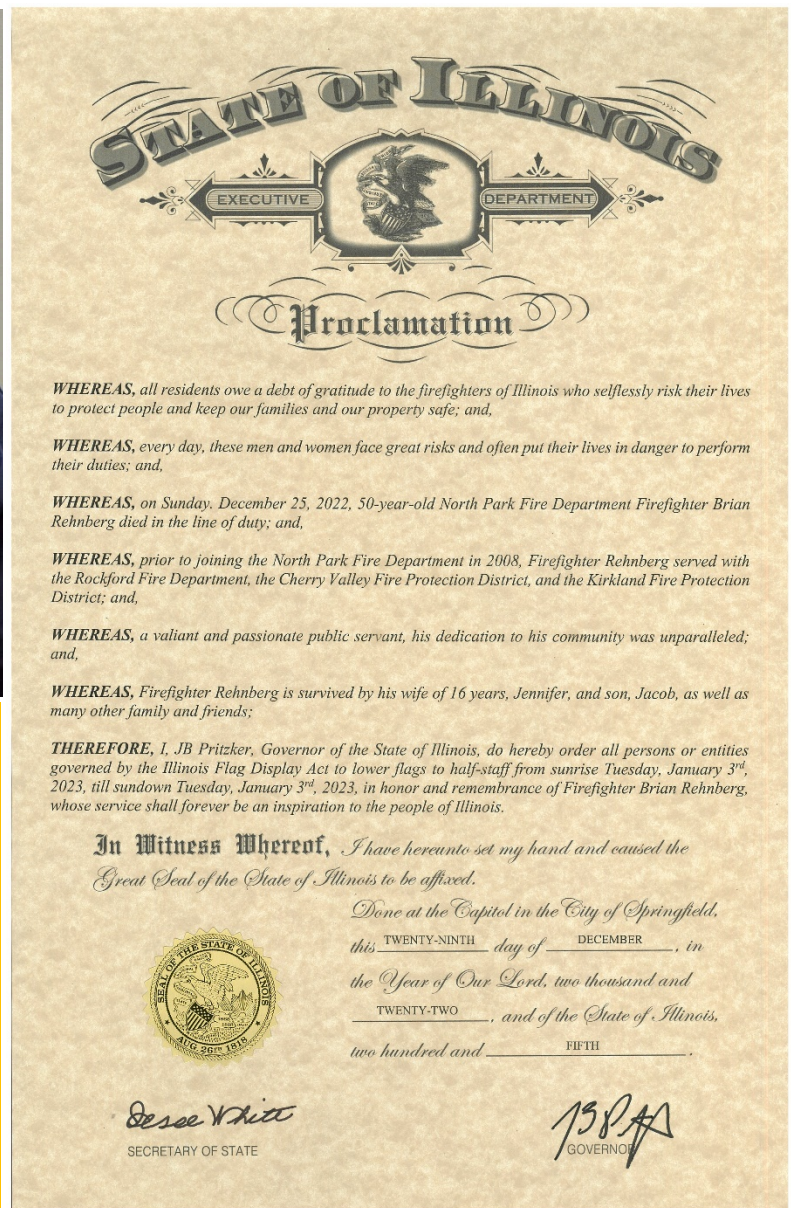 STATE OF ILLINOIS
EXECUTIVE DEPARTMENT
Proclamation
WHEREAS, all residents owe a debt of gratitude to the firefighters of Illinois who selflessly risk their lives
to protect people and keep our families and our property safe; and,
WHEREAS, every day, these men and women face great risks and often put their lives in danger to perform
their duties; and,
WHEREAS, on Sunday. December 25, 2022, 50-year-old North Park Fire Department Firefighter Brian
Rehnberg died in the line of duty; and,
WHEREAS, prior to joining the North Park Fire Department in 2008, Firefighter Rehnberg served with
the Rockford Fire Department, the Cherry Valley Fire Protection District, and the Kirkland Fire Protection
District; and,
WHEREAS, a valiant and passionate public servant, his dedication to his community was unparalleled;
and,
WHEREAS, Firefighter Rehnberg is survived by his wife of 16 years, Jennifer, and son, Jacob, as well as
many other family and friends;
THEREFORE, I, JB Pritzker, Governor of the State of Illinois, do hereby order all persons or entities
governed by the Illinois Flag Display Act to lower flags to half-staff from sunrise Tuesday, January 3rd,
2023, till sundown Tuesday, January 3rd, 2023, in honor and remembrance of Firefighter Brian Rehnberg,
whose service shall forever be an inspiration to the people of Illinois.
In Witness Whereof, I have hereunto set my hand and caused the
Great Seal of the State of Illinois to be affixed.
Done at the Capitol in the City of Springfield,
this TWENTY-NINTH day of DECEMBER, in
the Year of Our Lord, two thousand and
TWENTY-TWO, and of the State of Illinois,
two hundred and FIFTH.
SEAL OF THE STATE OF ILLINOIS
AUG. 26TH 1818
Jesse White
SECRETARY OF STATE
GOVERNOR